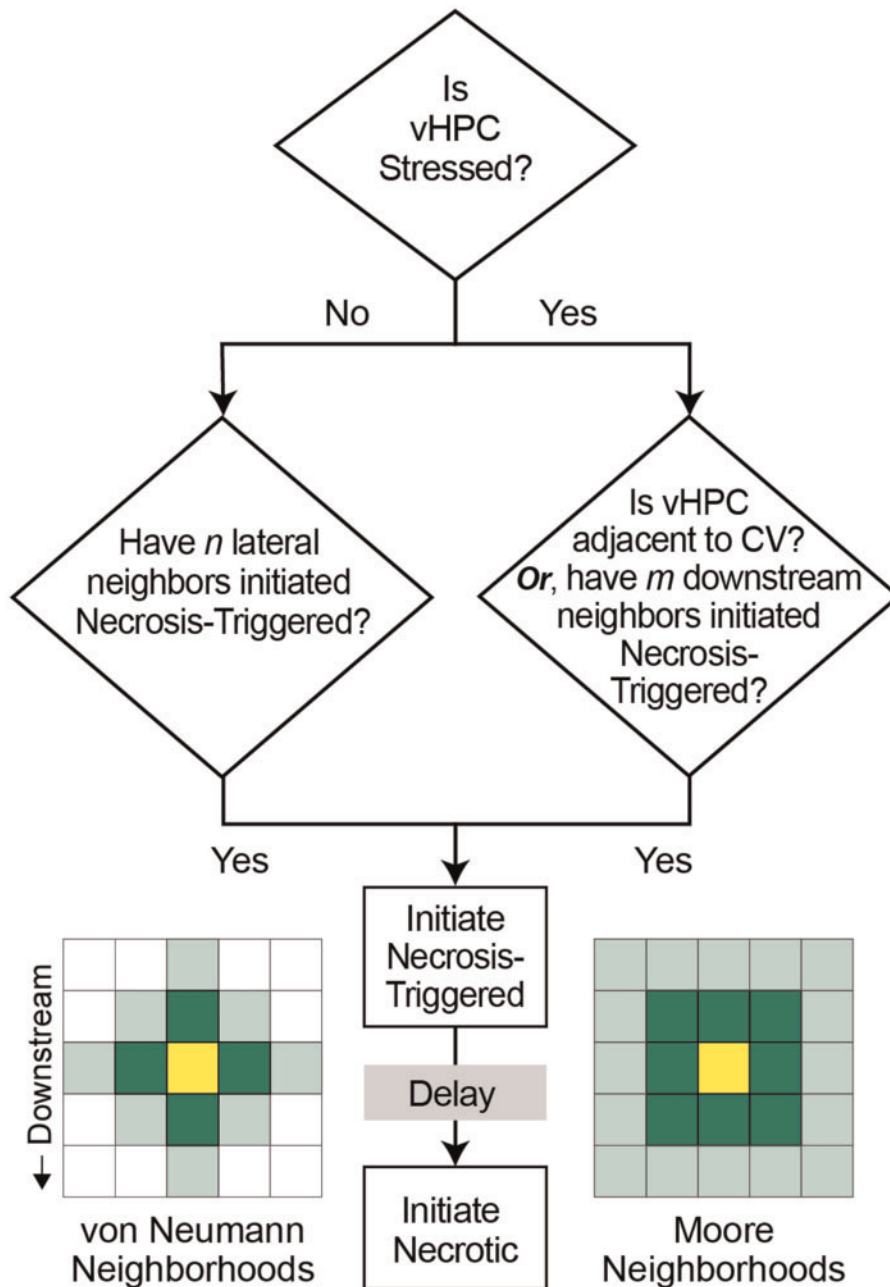 Is
vHPC
Stressed?
No
Yes
Have n lateral
neighbors initiated
Necrosis-Triggered?
Is vHPC
adjacent to CV?
Or, have m downstream
neighbors initiated
Necrosis-
Triggered?
Yes
Yes
Initiate
Necrosis-
Triggered
Delay
Initiate
Necrotic
← Downstream
von Neumann
Neighborhoods
Moore
Neighborhoods